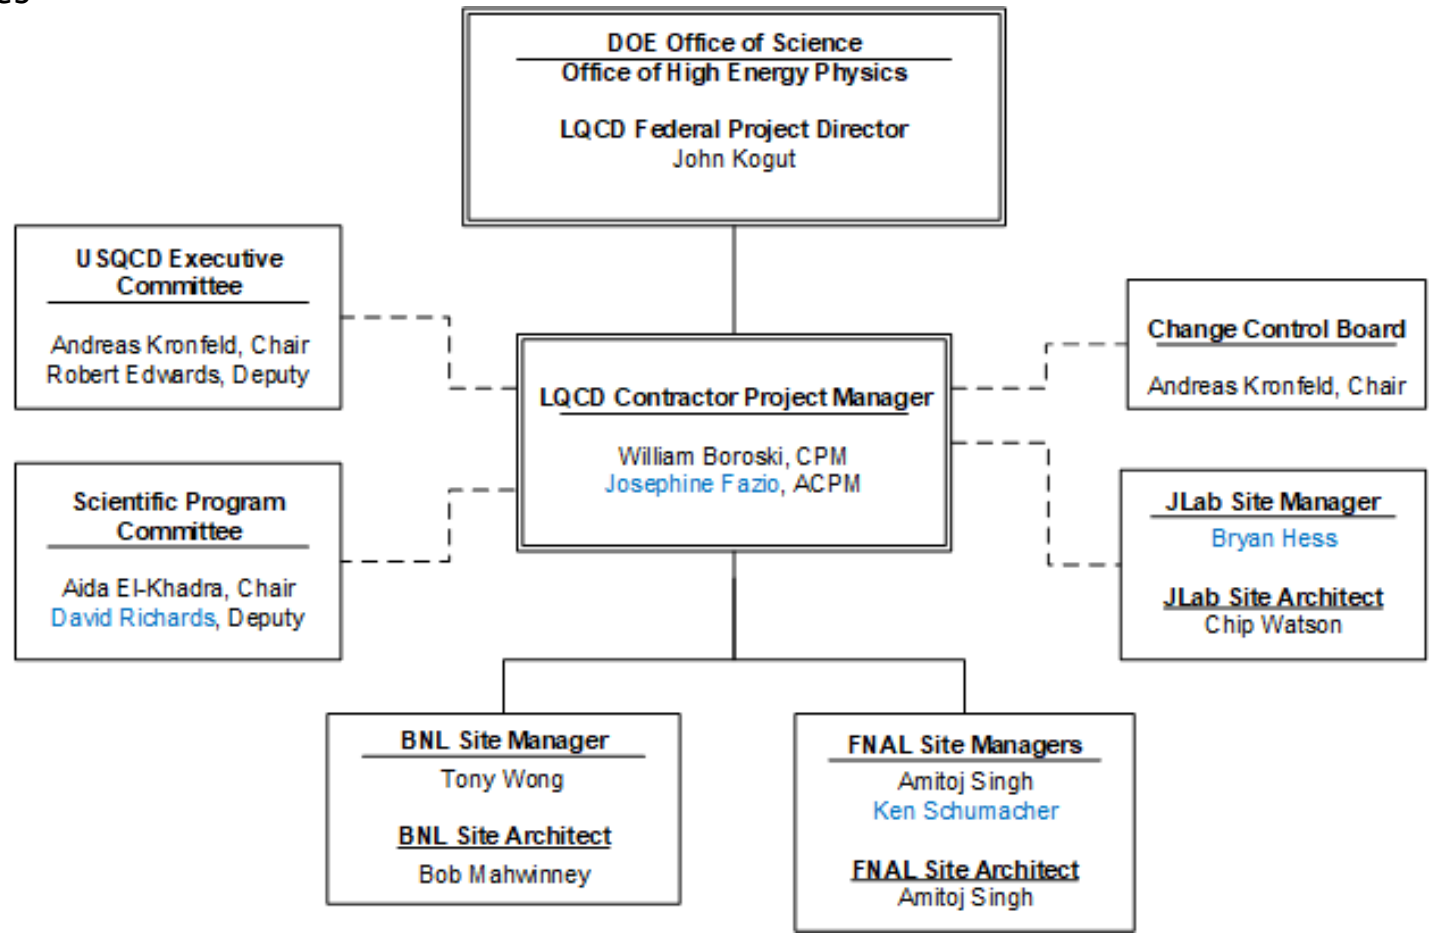 DOE Office of Science
Office of High Energy Physics
LQCD Federal Project Director
John Kogut
USQCD Executive
Committee
Andreas Kronfeld, Chair
Robert Edwards, Deputy
Change Control Board
Andreas Kronfeld, Chair
LQCD Contractor Project Manager
William Boroski, CPM
Josephine Fazio, ACPM
Scientific Program
Committee
Aida El-Khadra, Chair
David Richards, Deputy
JLab Site Manager
Bryan Hess
JLab Site Architect
Chip Watson
BNL Site Manager
Tony Wong
BNL Site Architect
Bob Mahwinney
FNAL Site Managers
Amitoj Singh
Ken Schumacher
FNAL Site Architect
Amitoj Singh